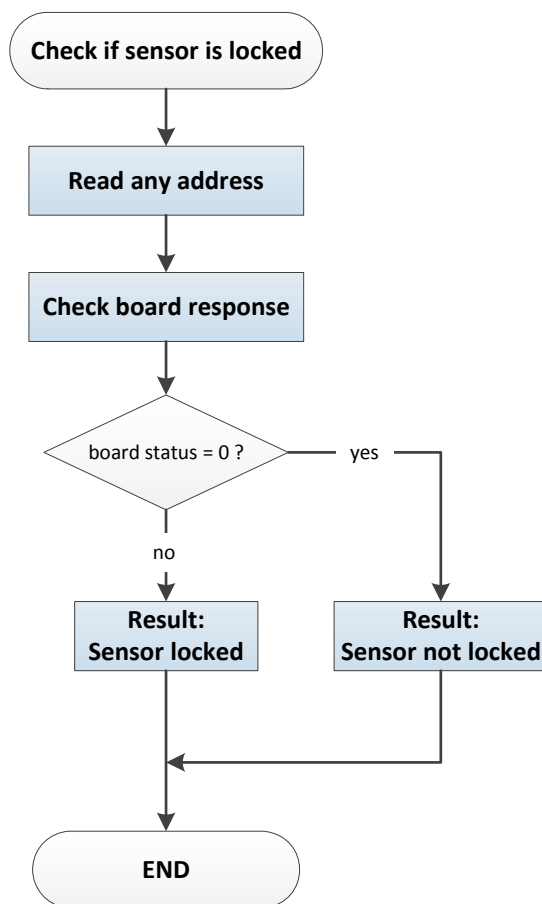 Check if sensor is locked
Read any address
Check board response
board status = 0 ?
yes
no
Result:
Sensor locked
Result:
Sensor not locked
END